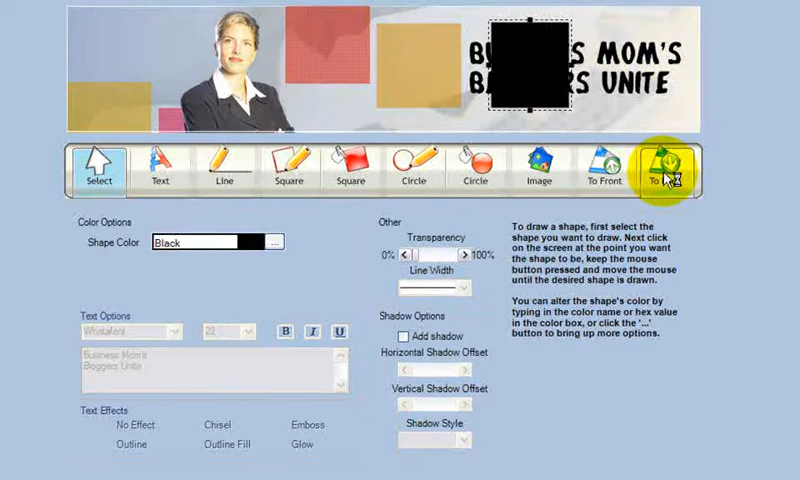 MOM'S
UNITE
Select
Text
Line
Square
Square
Circle
Circle
Image
To Front
To
Color Options
Shape Color
Black
...
Other
Transparency
0%
100%
Line Width
To draw a shape, first select the
shape you want to draw. Next click
on the screen at the point you want
the shape to be, keep the mouse
button pressed and move the mouse
until the desired shape is drawn.
You can alter the shape's color by
typing in the color name or hex value
in the color box, or click the '...'
button to bring up more options.
Text Options
Whatafont
22
B
I
U
Business Mom's
Bloggers Unite
Shadow Options
Add shadow
Horizontal Shadow Offset
Vertical Shadow Offset
Shadow Style
Text Effects
No Effect
Chisel
Emboss
Outline
Outline Fill
Glow